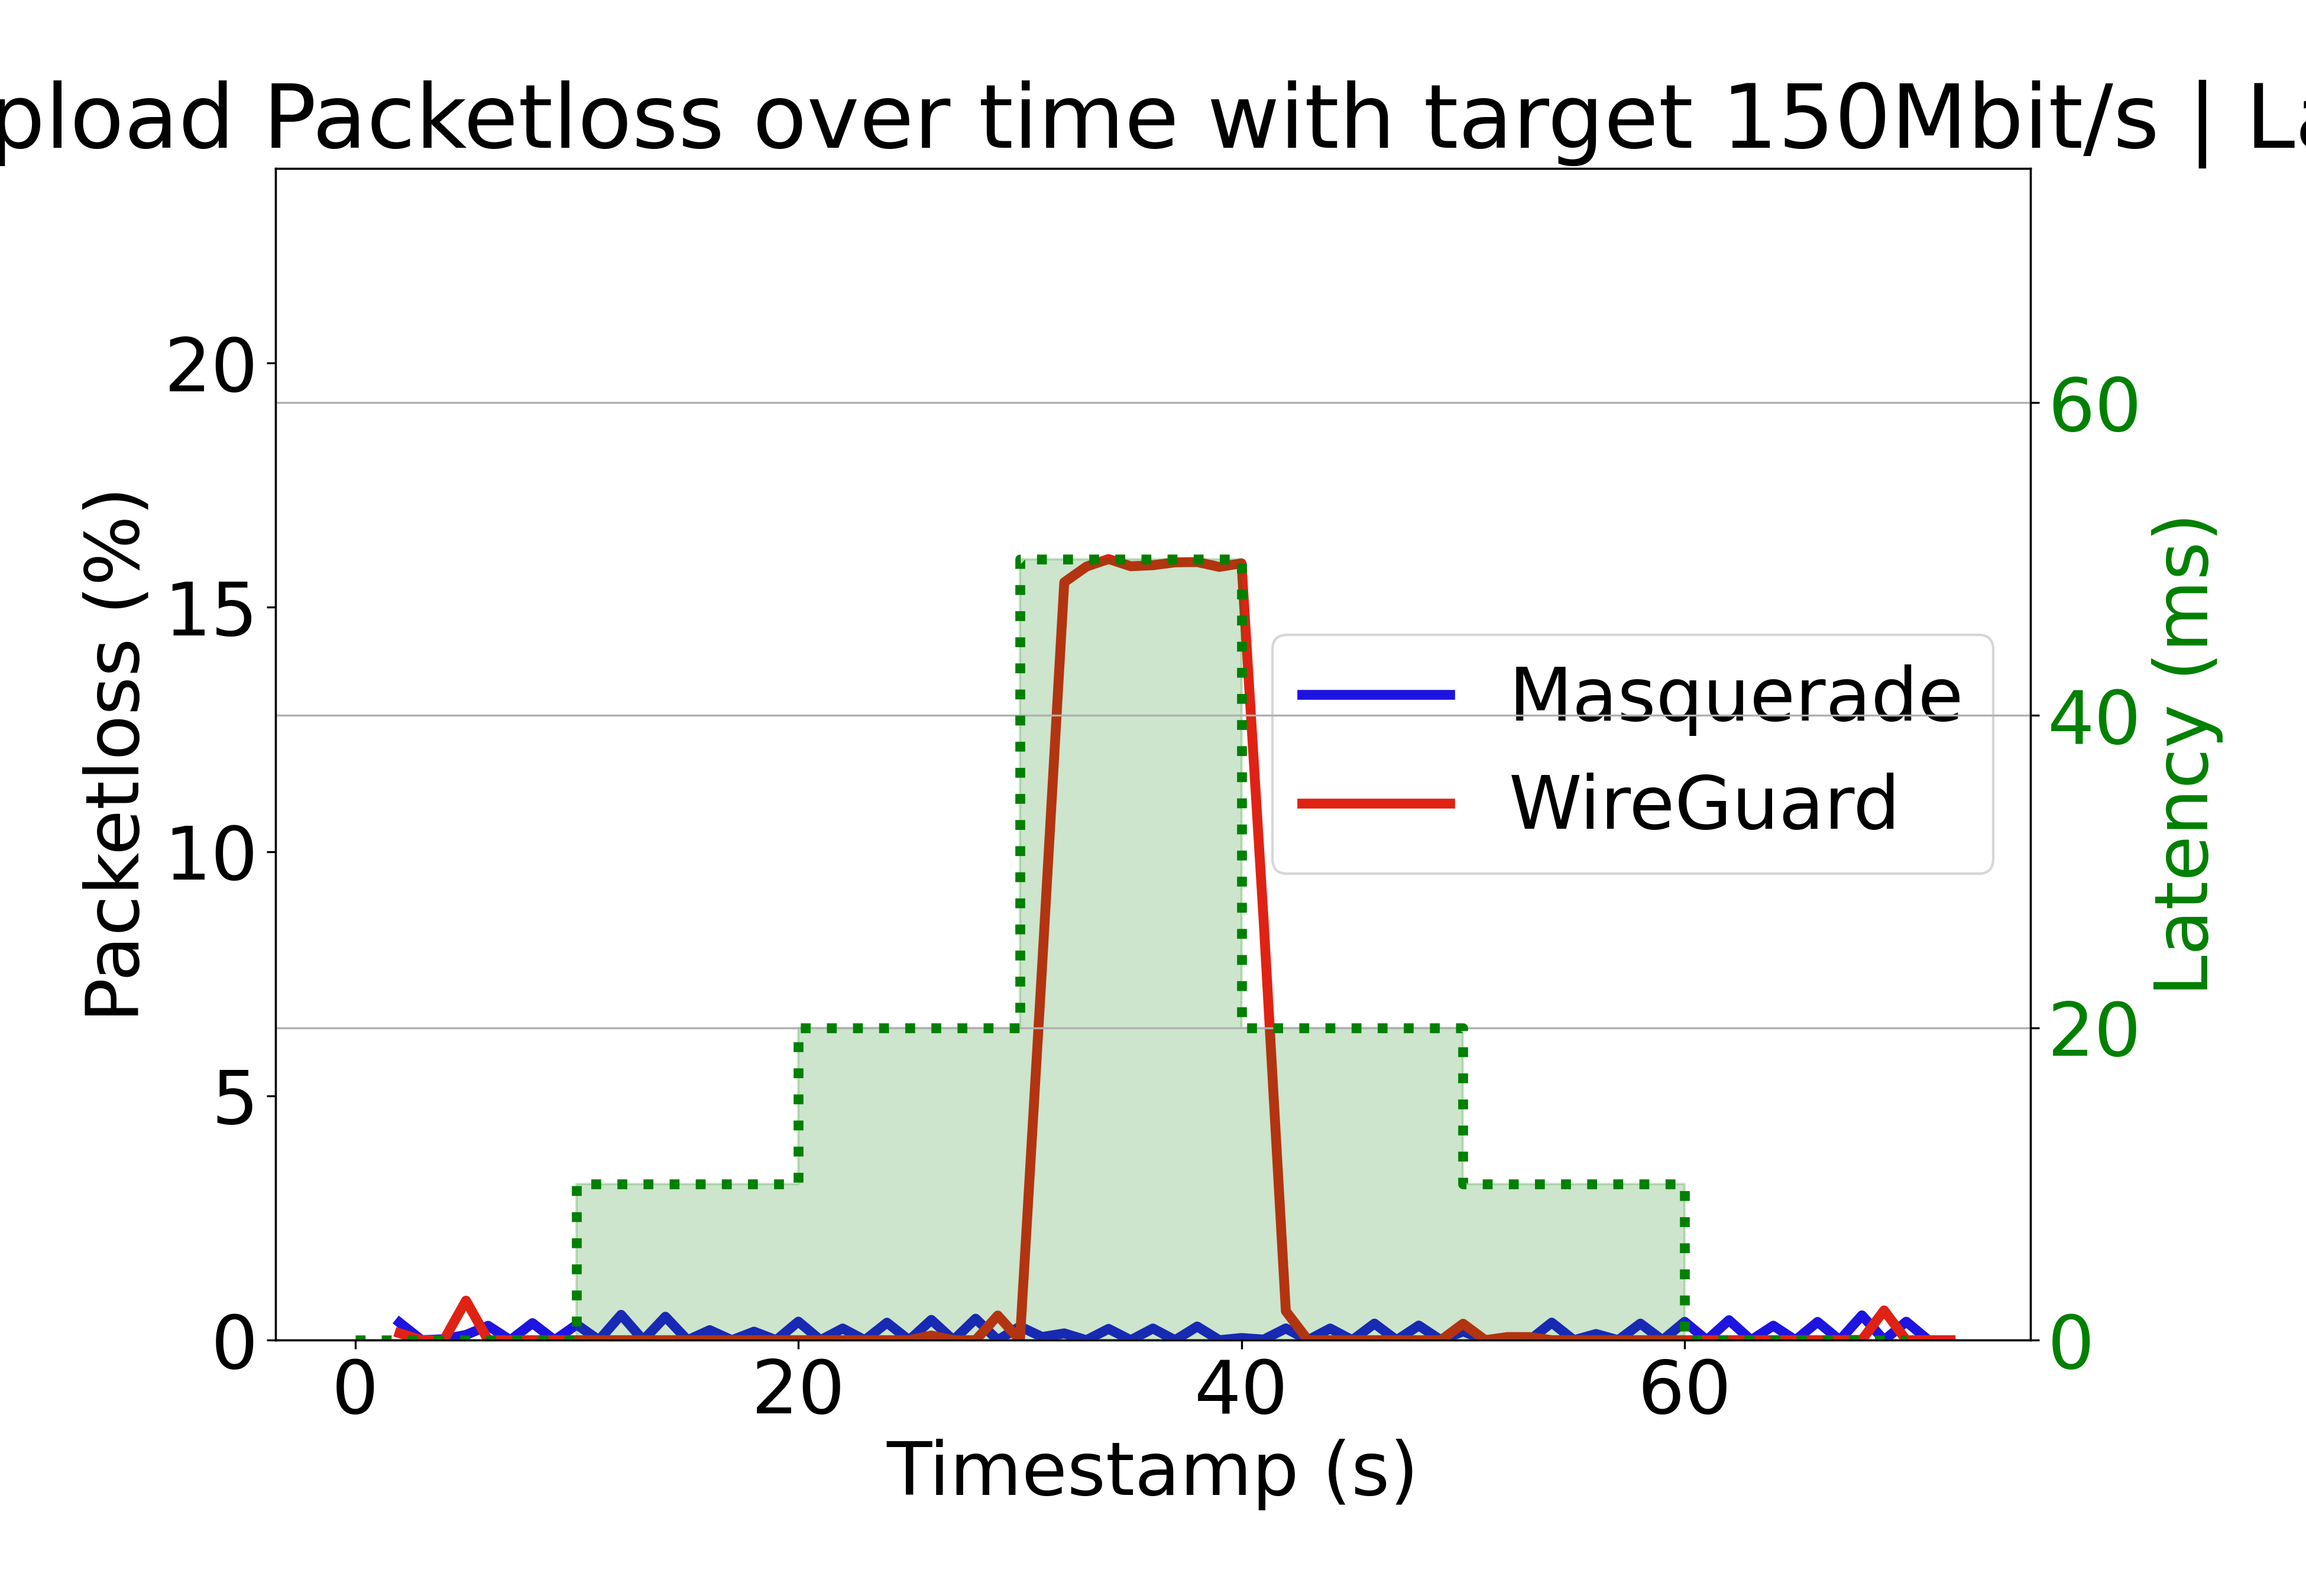 pload Packetloss over time with target 150Mbit/s | La
Packetloss (%)
20
15
10
5
0
Masquerade
WireGuard
60
40
20
0
Latency (ms)
0 20 40 60
Timestamp (s)